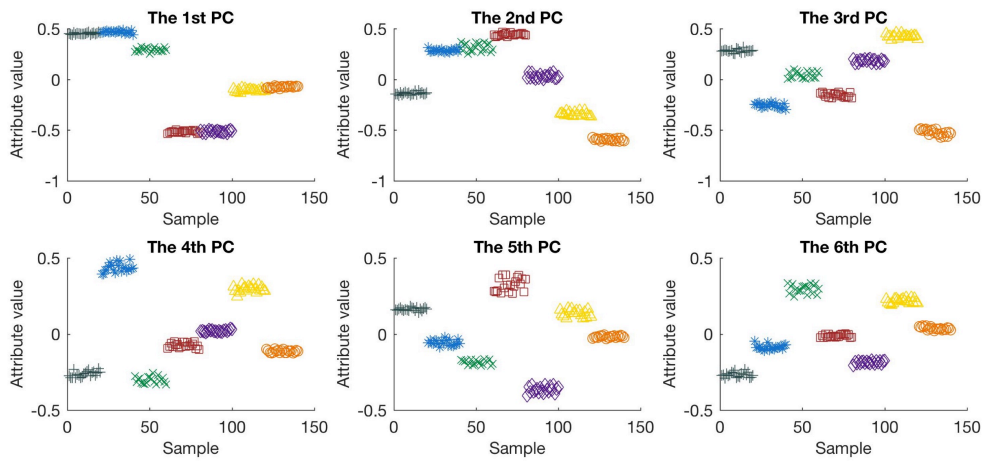 The 1st PC
0.5
0
-0.5
-1
Attribute value
0 50 100 150
Sample
The 2nd PC
0.5
0
-0.5
-1
Attribute value
0 50 100 150
Sample
The 3rd PC
0.5
0
-0.5
-1
Attribute value
0 50 100 150
Sample
The 4th PC
0.5
0
-0.5
Attribute value
0 50 100 150
Sample
The 5th PC
0.5
0
-0.5
Attribute value
0 50 100 150
Sample
The 6th PC
0.5
0
-0.5
Attribute value
0 50 100 150
Sample